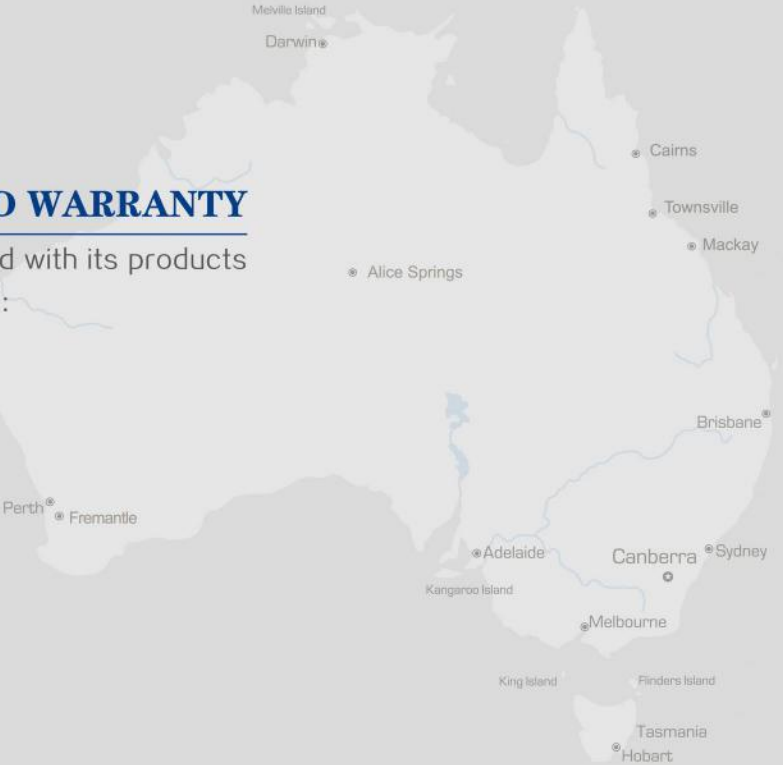 Melville Island
Darwin
Cairns
D WARRANTY
Townsville
d with its products
Mackay
Alice Springs
:
Brisbane
Perth
Fremantle
Adelaide
Canberra
Sydney
Kangaroo Island
Melbourne
King Island
Flinders Island
Tasmania
Hobart